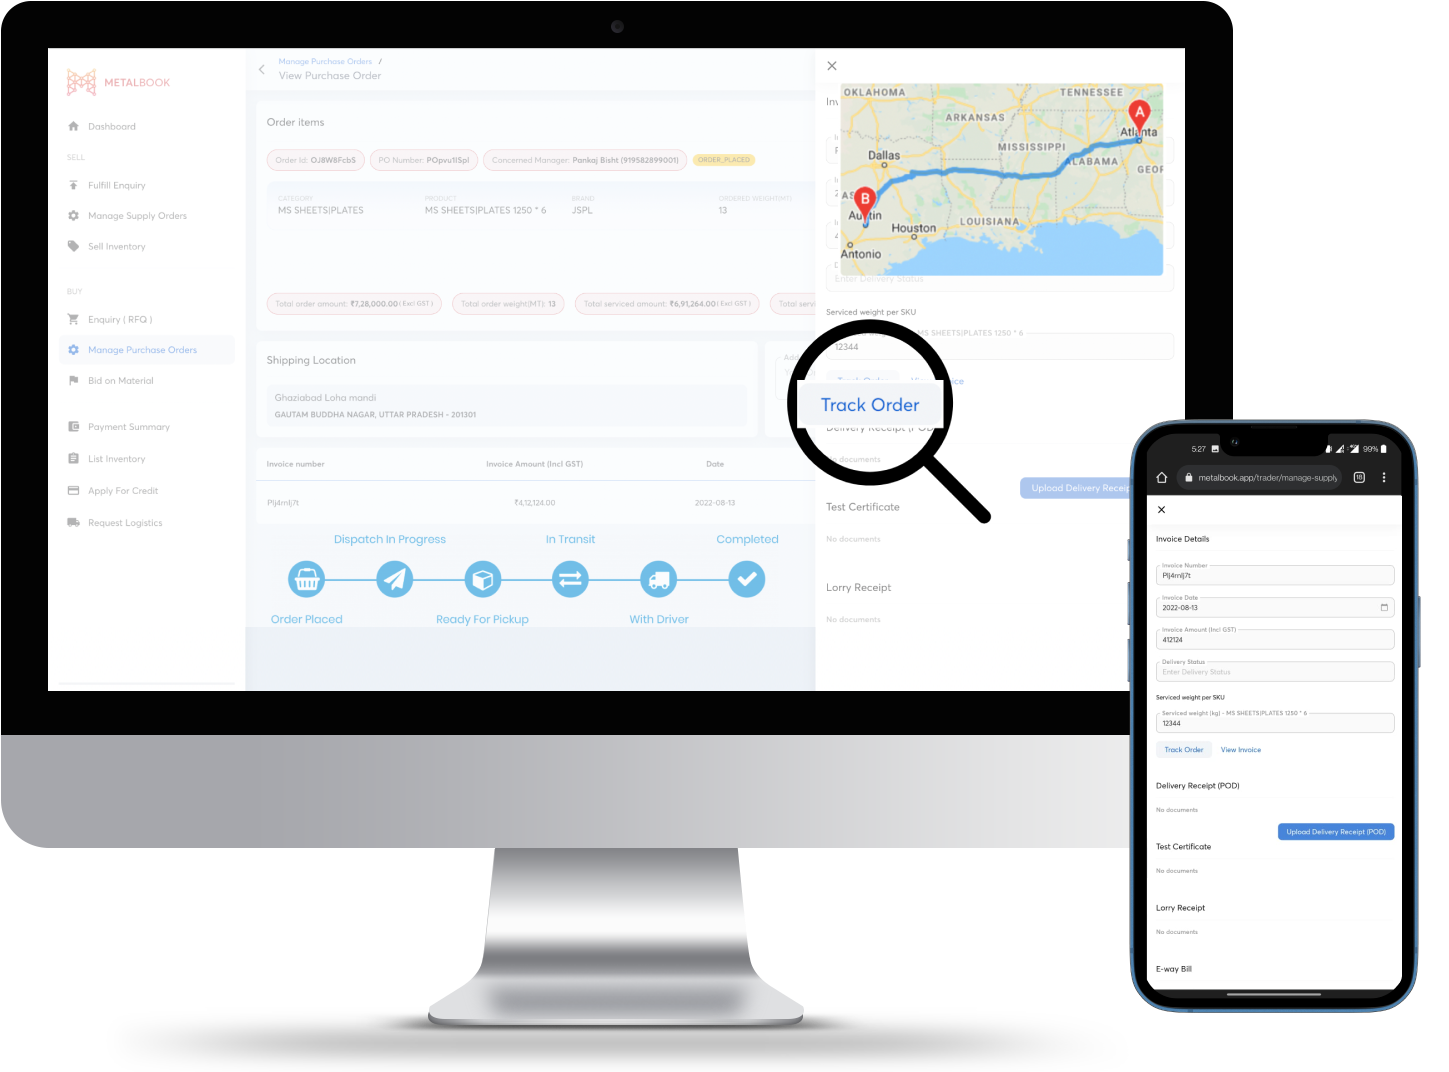 METALBOOK
Dashboard
SELL
Fulfill Enquiry
Manage Supply Orders
Sell Inventory
BUY
Enquiry ( RFQ )
Manage Purchase Orders
Bid on Material
Payment Summary
List Inventory
Apply For Credit
Request Logistics
Manage Purchase Orders /
View Purchase Order
Order items
Order Id: OJ8W8FcbS PO Number: POpvu1lSpl Concerned Manager: Pankaj Bisht (919582899001) ORDER_PLACED
CATEGORY PRODUCT BRAND ORDERED WEIGHT(MT)
MS SHEETS|PLATES MS SHEETS|PLATES 1250 * 6 JSPL 13
Total order amount: ₹7,28,000.00 ( Excl GST ) Total order weight(MT): 13 Total serviced amount: ₹6,91,264.00 ( Excl GST ) Total serv
Shipping Location
Ghaziabad Loha mandi
GAUTAM BUDDHA NAGAR, UTTAR PRADESH - 201301
Invoice number Invoice Amount (Incl GST) Date
Plj4mlj7t ₹4,12,124.00 2022-08-13
Dispatch In Progress In Transit Completed
Order Placed Ready For Pickup With Driver
OKLAHOMA TENNESSEE
ARKANSAS
A
Atlanta
MISSISSIPPI
Dallas
ALABAMA
GEOR
B
Austin
LOUISIANA
Houston
Antonio
Enter Delivery Status
Serviced weight per SKU
MS SHEETS|PLATES 1250 * 6
12344
Track Order
Delivery Receipt (POD
No documents
Upload Delivery Receip
Test Certificate
No documents
Lorry Receipt
No documents
5:27 99%
metalbook.app/trader/manage-supply 18
Invoice Details
Invoice Number
Plj4mlj7t
Invoice Date
2022-08-13
Invoice Amount (Incl GST)
412124
Delivery Status
Enter Delivery Status
Serviced weight per SKU
Serviced weight (kg) - MS SHEETS|PLATES 1250 * 6
12344
Track Order View Invoice
Delivery Receipt (POD)
No documents
Upload Delivery Receipt (POD)
Test Certificate
No documents
Lorry Receipt
No documents
E-way Bill